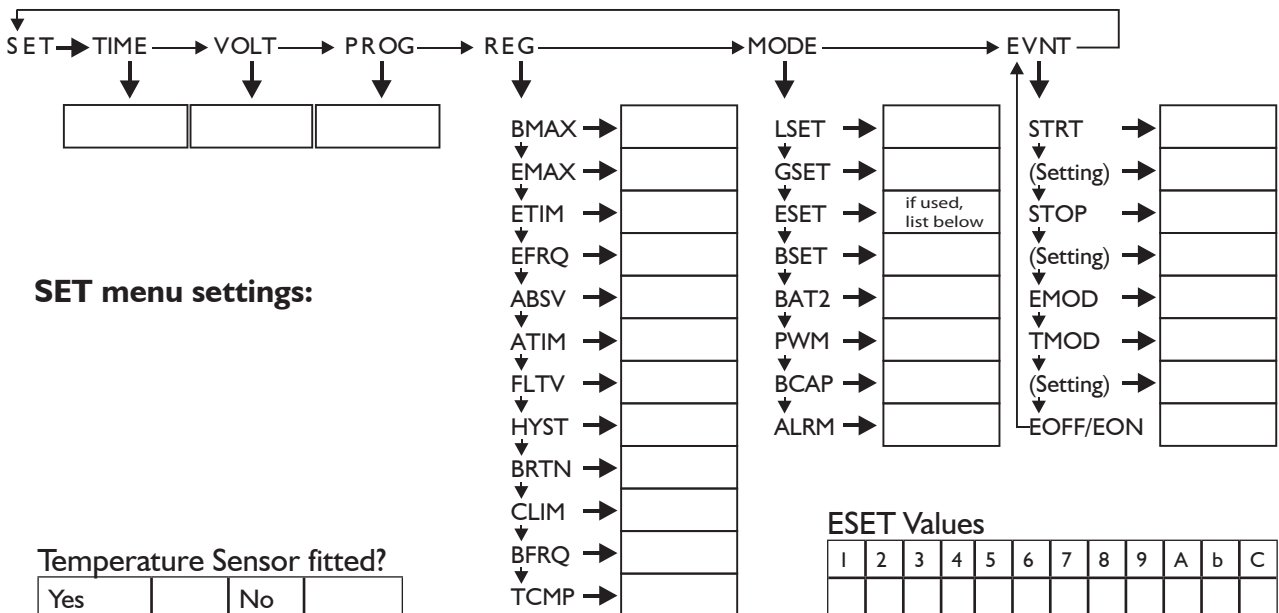 SET TIME VOLT PROG REG MODE EVNT
BMAX
EMAX
ETIM
EFRQ
ABSV
ATIM
FLTV
HYST
BRTN
CLIM
BFRQ
TCMP
LSET
GSET
ESET if used,
list below
BSET
BAT2
PWM
BCAP
ALRM
STRT
(Setting)
STOP
(Setting)
EMOD
TMOD
(Setting)
EOFF/EON
SET menu settings:
Temperature Sensor fitted?
Yes No
ESET Values
1 2 3 4 5 6 7 8 9 A b C